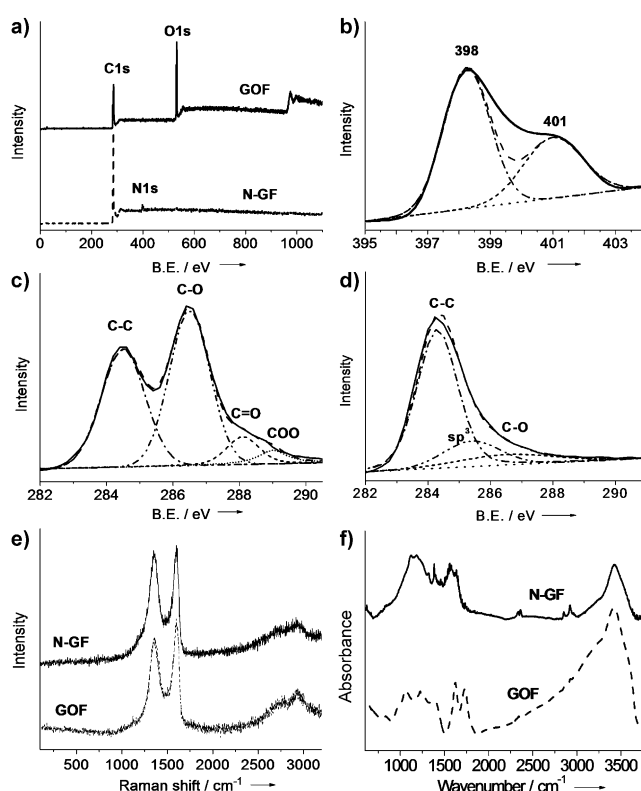 a)
O1s
C1s
GOF
N1s
N-GF
Intensity
0 200 400 600 800 1000
B.E. / eV
b)
398
401
Intensity
395 397 399 401 403
B.E. / eV
c)
C-O
C-C
C=O
COO
Intensity
282 284 286 288 290
B.E. / eV
d)
C-C
C-O
sp3
Intensity
282 284 286 288 290
B.E. / eV
e)
N-GF
GOF
Intensity
500 1000 1500 2000 2500 3000
Raman shift / cm-1
f)
N-GF
GOF
Absorbance
1000 1500 2000 2500 3000 3500
Wavenumber / cm-1